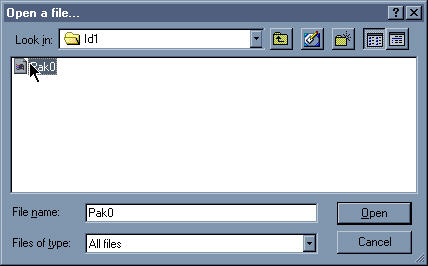 Open a file...
Look in: Id1
Pak0
File name: Pak0 Open
Files of type: All files Cancel